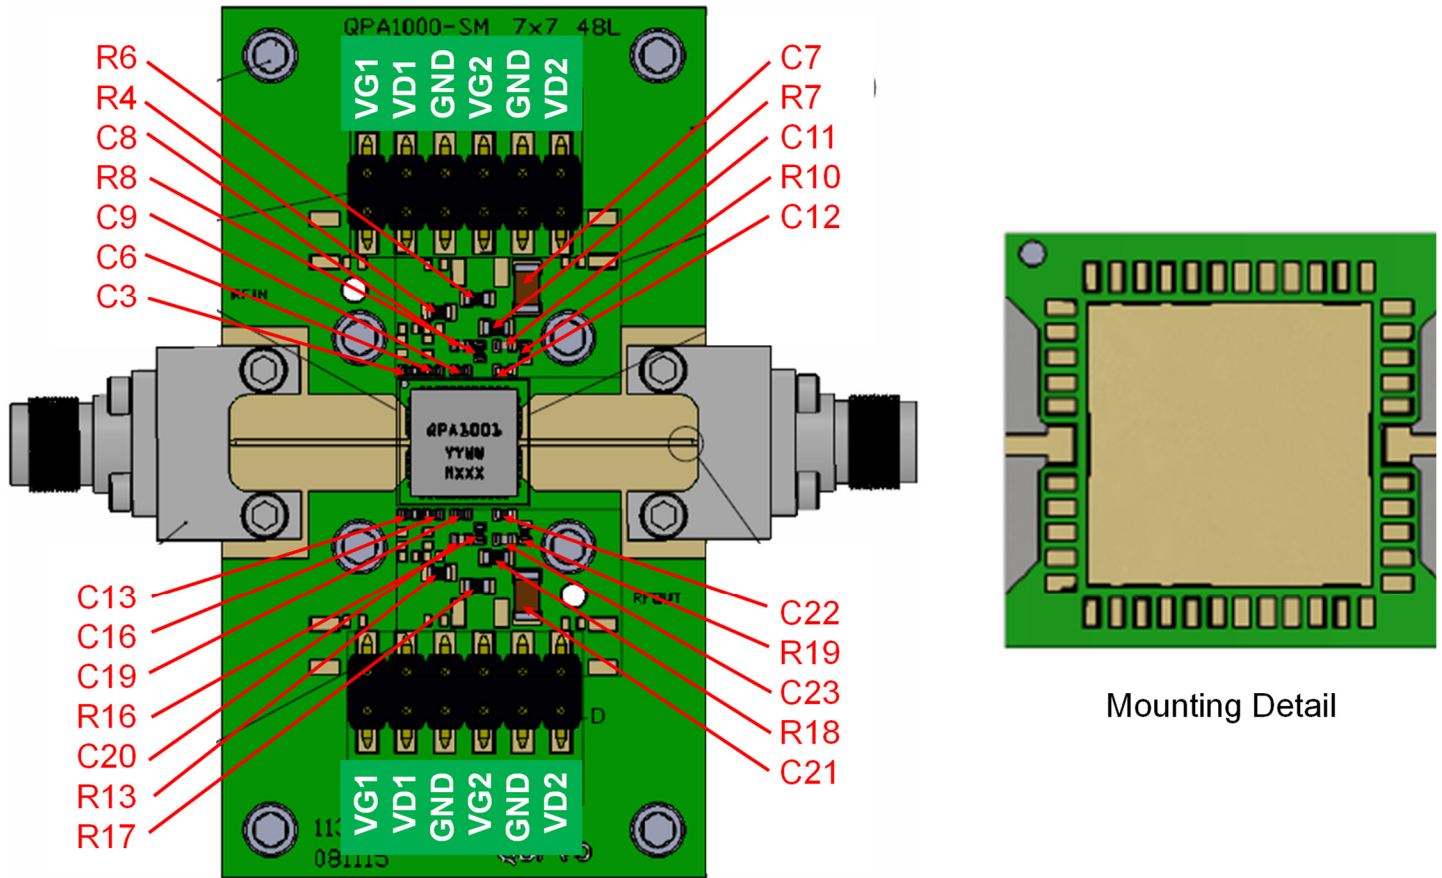 QPA1000-SM 7x7 48L
VG1 VD1 GND VG2 GND VD2
R6
R4
C8
R8
C9
C6
C3
C7
R7
C11
R10
C12
RFIN
QPA1001
YYWW
MXXX
C13
C16
C19
R16
C20
R13
R17
C22
R19
C23
R18
C21
RFOUT
-D
VG1 VD1 GND VG2 GND VD2
081115
Mounting Detail